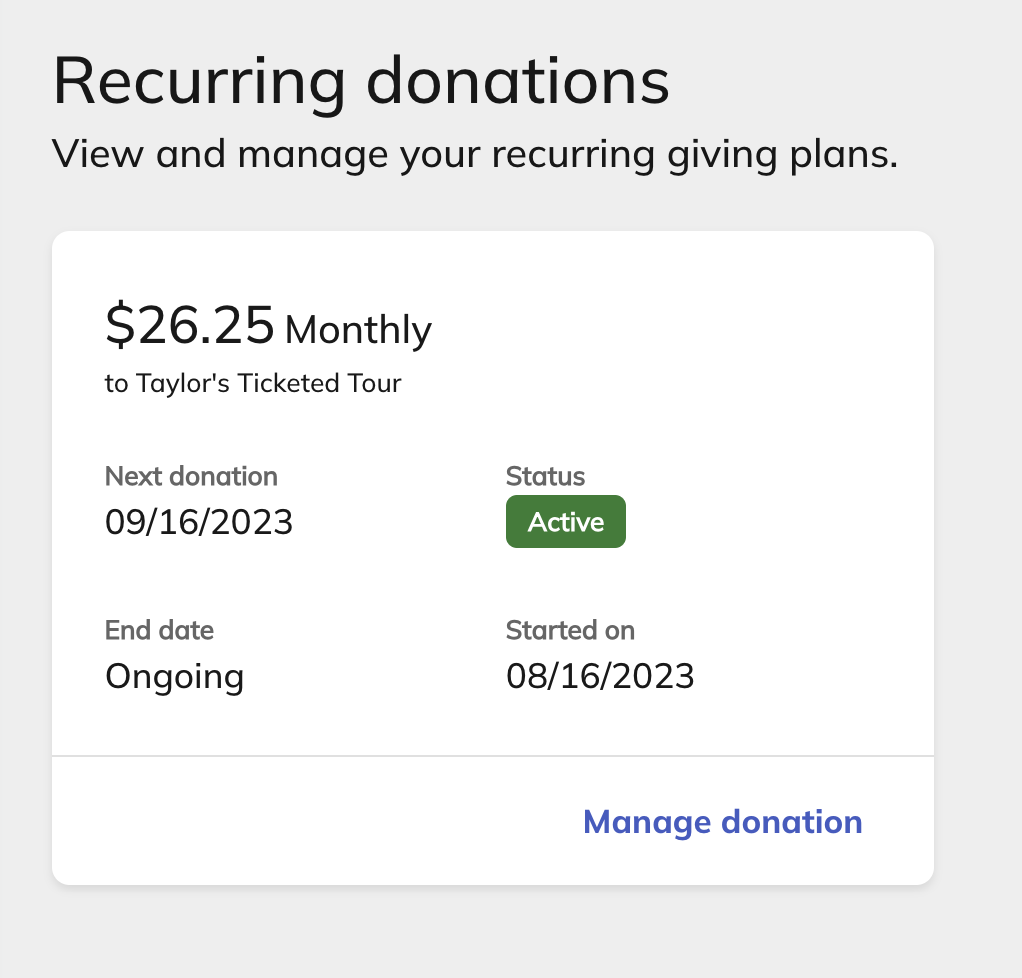 Recurring donations
View and manage your recurring giving plans.
$26.25 Monthly
to Taylor's Ticketed Tour
Next donation
09/16/2023
Status
Active
End date
Ongoing
Started on
08/16/2023
Manage donation